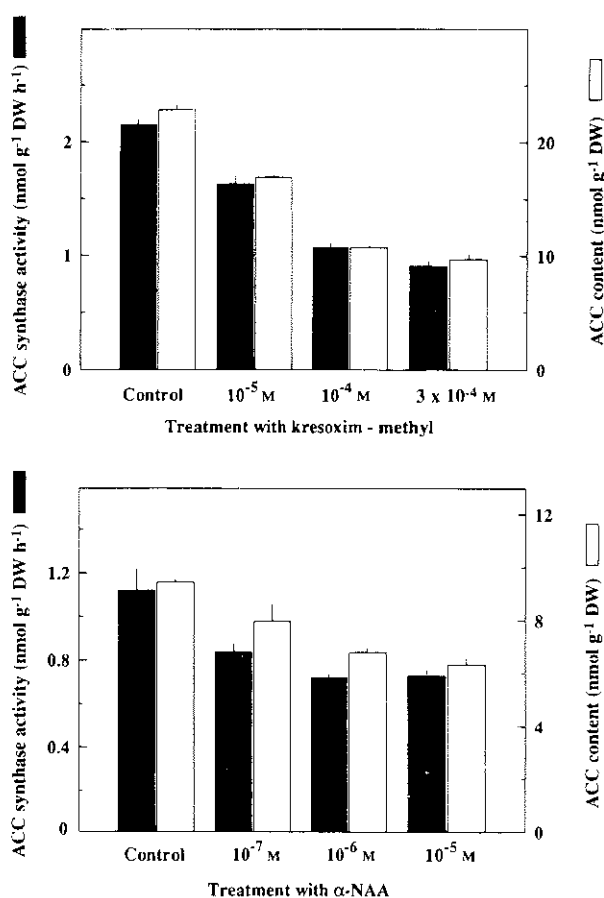 ACC synthase activity (nmol g⁻¹ DW h⁻¹)
2
1
0
20
10
0
ACC content (nmol g⁻¹ DW)
Control
10⁻⁵ M
10⁻⁴ M
3 x 10⁻⁴ M
Treatment with kresoxim - methyl
ACC synthase activity (nmol g⁻¹ DW h⁻¹)
1.2
0.8
0.4
0
12
8
4
0
ACC content (nmol g⁻¹ DW)
Control
10⁻⁷ M
10⁻⁶ M
10⁻⁵ M
Treatment with α-NAA